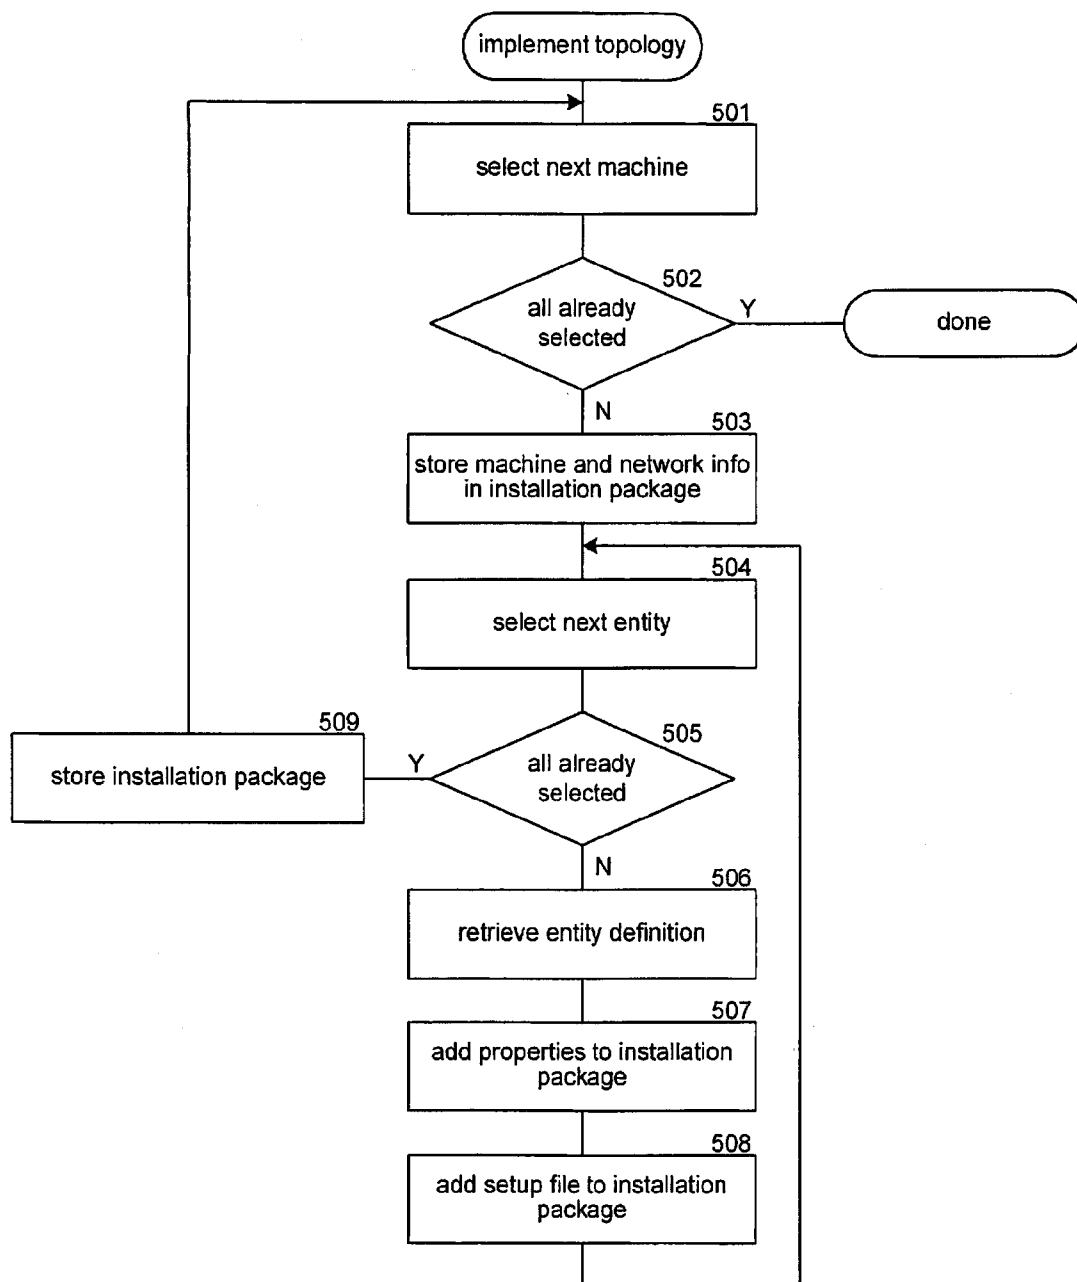 implement topology
501
select next machine
502
all already
selected
Y
done
N
503
store machine and network info
in installation package
504
select next entity
505
all already
selected
Y
509
store installation package
N
506
retrieve entity definition
507
add properties to installation
package
508
add setup file to installation
package